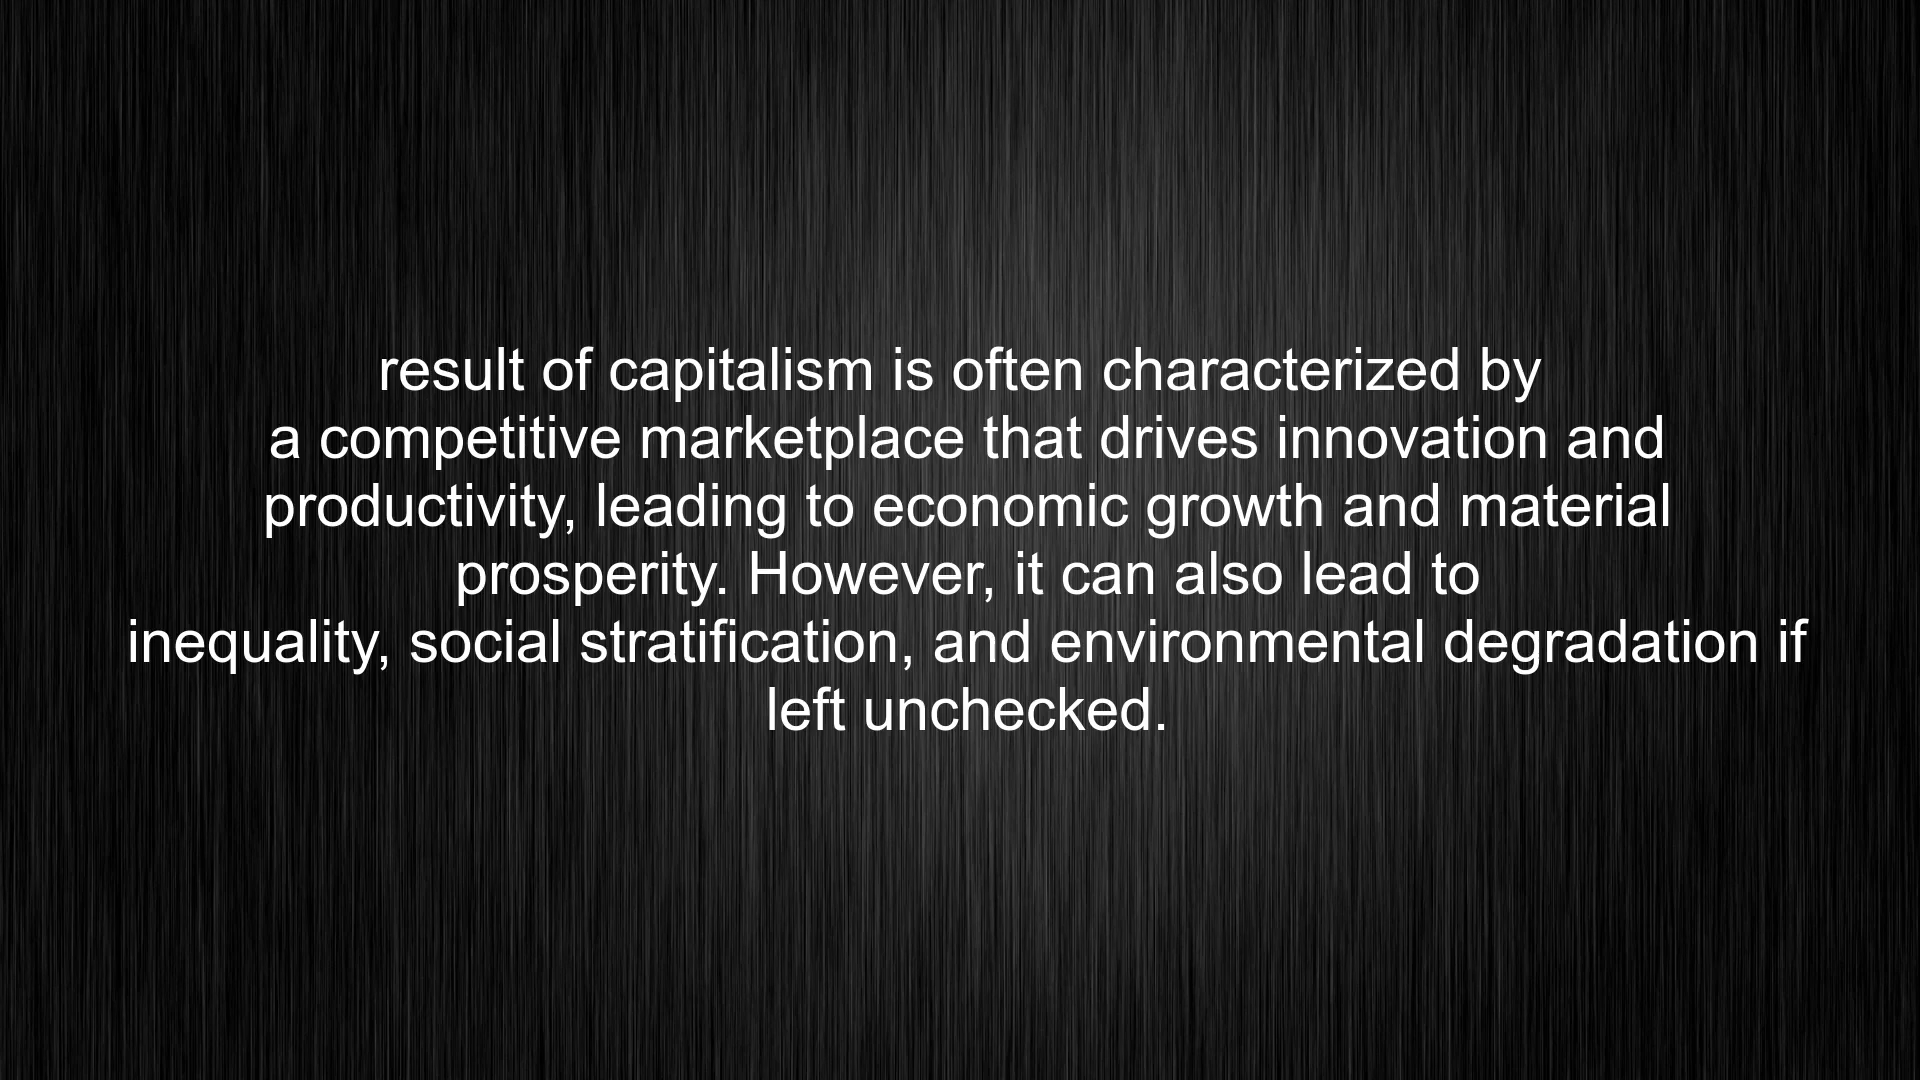 result of capitalism is often characterized by
a competitive marketplace that drives innovation and
productivity, leading to economic growth and material
prosperity. However, it can also lead to
inequality, social stratification, and environmental degradation if
left unchecked.